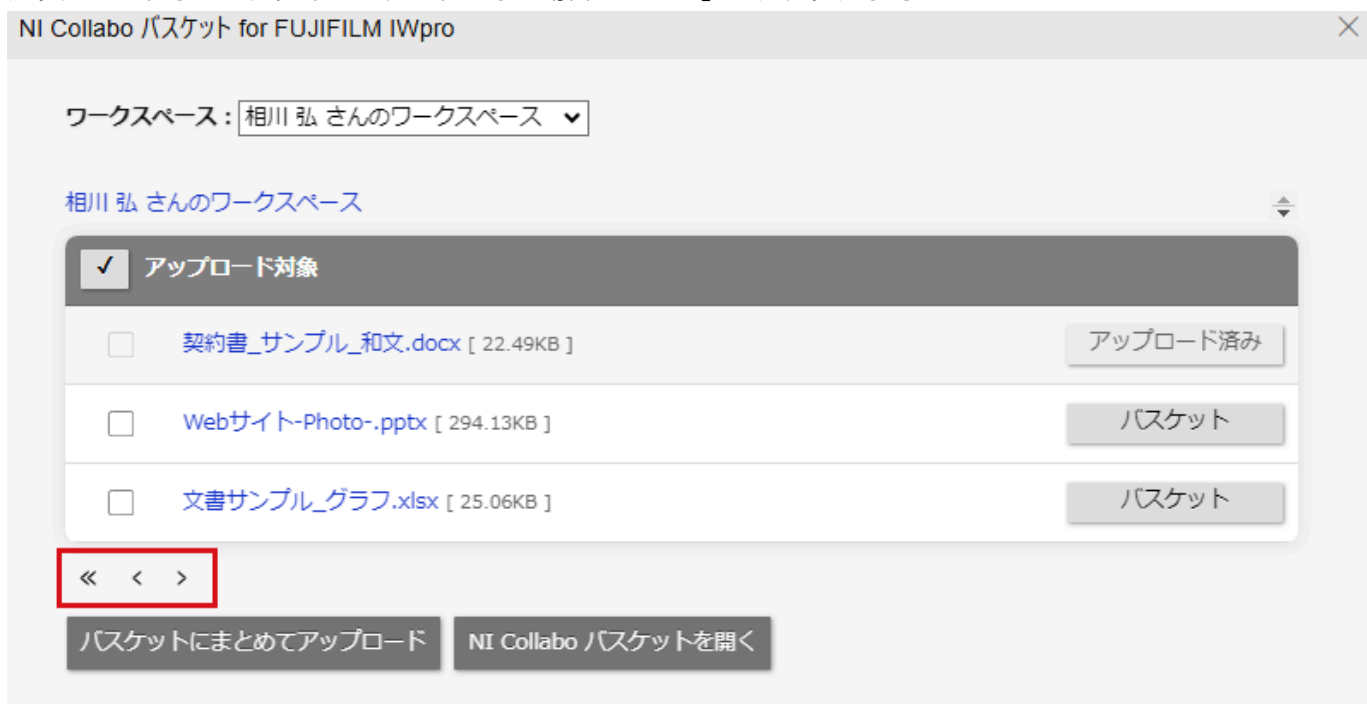 NI Collabo バスケット for FUJIFILM IWpro
ワークスペース : 相川 弘 さんのワークスペース
相川 弘 さんのワークスペース
✓ アップロード対象
契約書_サンプル_和文.docx [ 22.49KB ] アップロード済み
Webサイト-Photo-.pptx [ 294.13KB ] バスケット
文書サンプル_グラフ.xlsx [ 25.06KB ] バスケット
« < >
バスケットにまとめてアップロード NI Collabo バスケットを開く